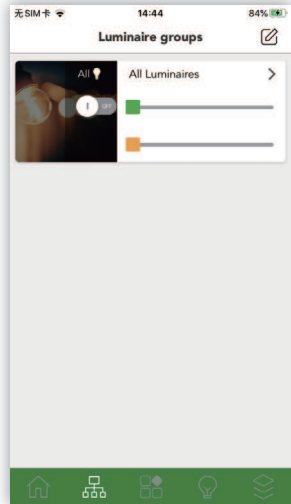 无SIM卡 14:44 84%
Luminaire groups
All All Luminaires
I OFF